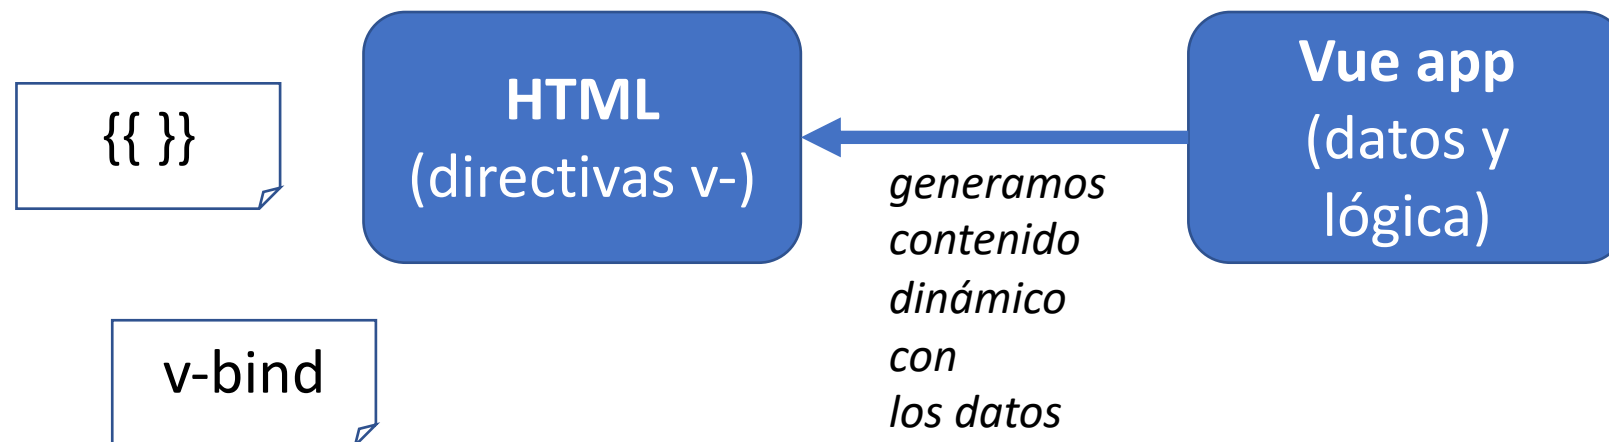 {{ }}
HTML
(directivas v-)
Vue app
(datos y
lógica)
generamos
contenido
dinámico
con
los datos
v-bind